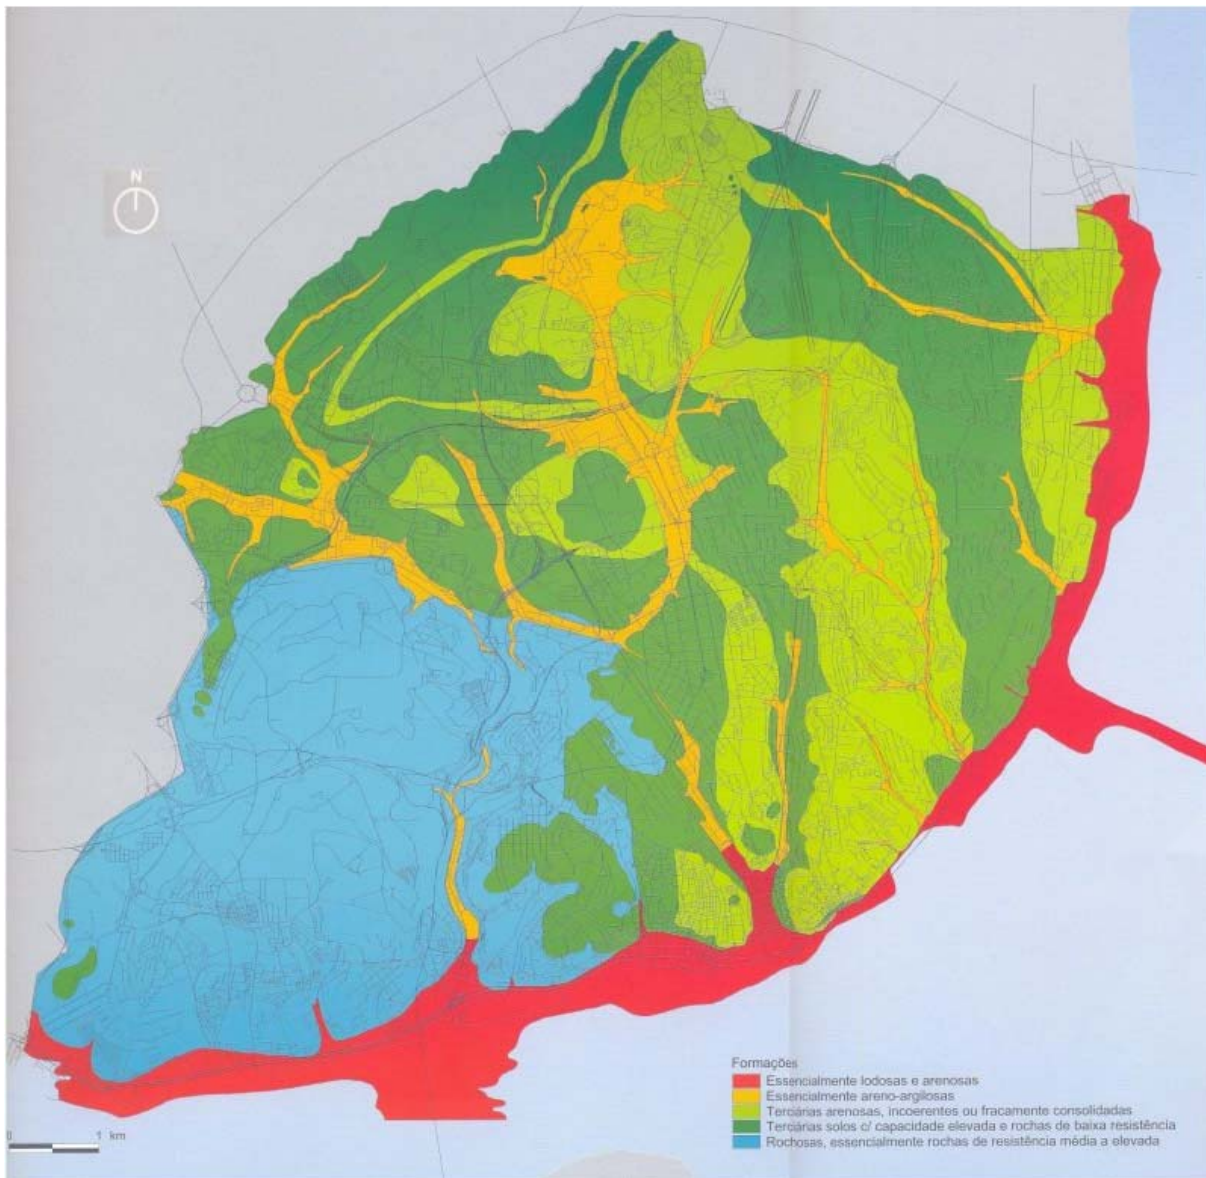 N
Formações
Essencialmente lodosas e arenosas
Essencialmente areno-argilosas
Terciárias arenosas, incoerentes ou fracamente consolidadas
Terciárias solos c/ capacidade elevada e rochas de baixa resistência
Rochosas, essencialmente rochas de resistência média a elevada
0 1 km